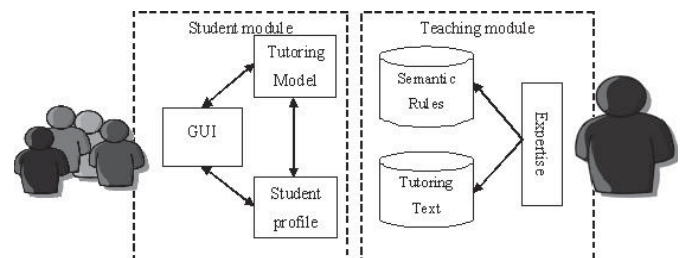 Student module
Teaching module
Tutoring
Model
GUI
Student
profile
Semantic
Rules
Tutoring
Text
Expertise